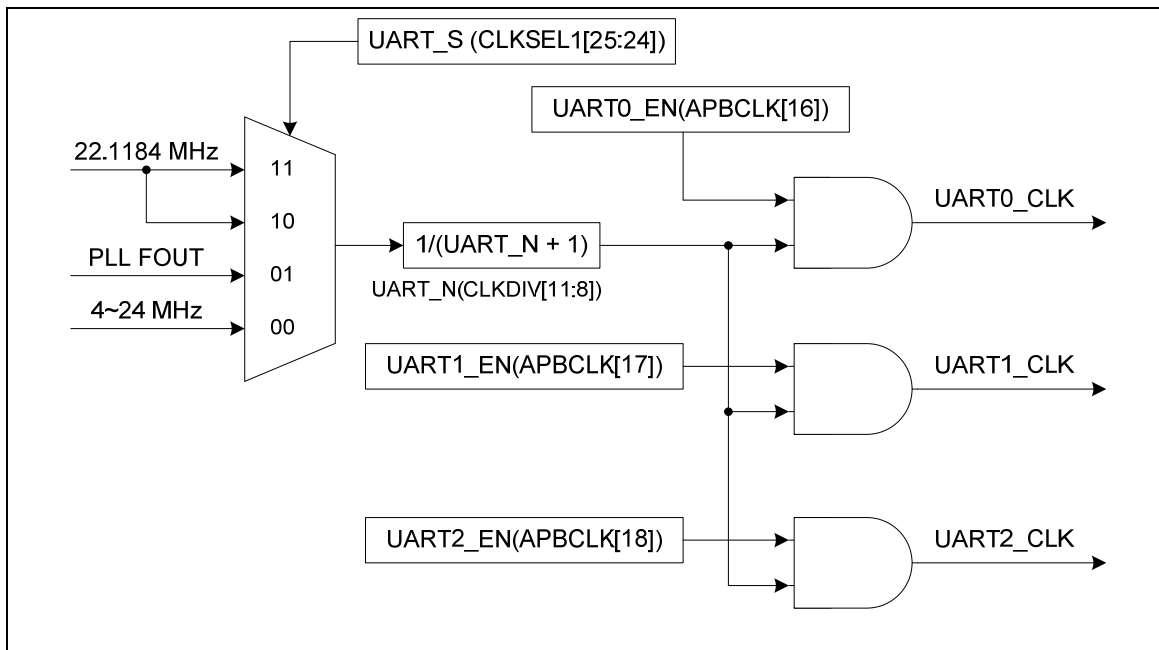 UART_S (CLKSEL1[25:24])
UART0_EN(APBCLK[16])
22.1184 MHz
11
UART0_CLK
10
1/(UART_N + 1)
PLL FOUT
01
UART_N(CLKDIV[11:8])
4~24 MHz
00
UART1_EN(APBCLK[17])
UART1_CLK
UART2_EN(APBCLK[18])
UART2_CLK